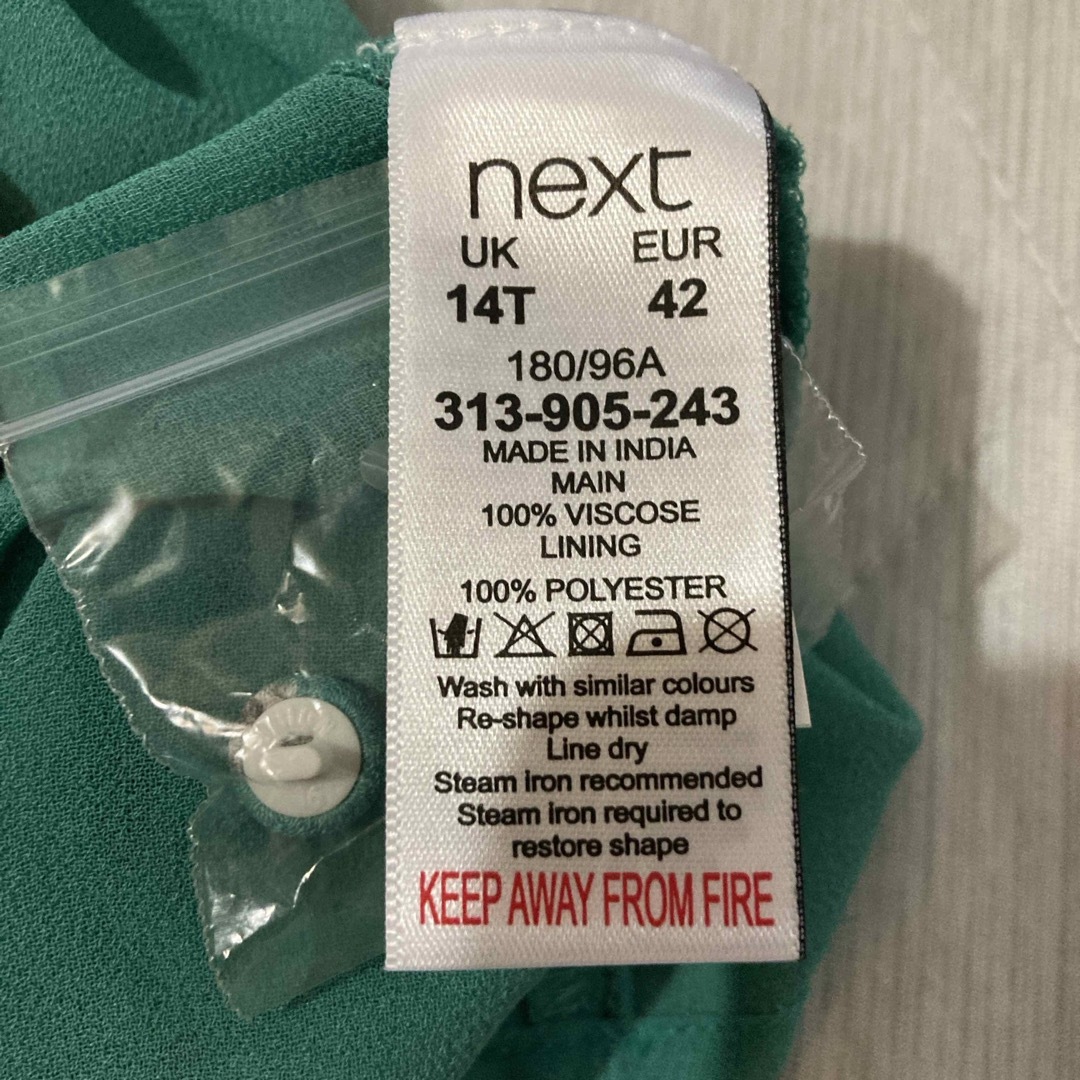 next
UK EUR
14T 42
180/96A
313-905-243
MADE IN INDIA
MAIN
100% VISCOSE
LINING
100% POLYESTER
Wash with similar colours
Re-shape whilst damp
Line dry
Steam iron recommended
Steam iron required to
restore shape
KEEP AWAY FROM FIRE